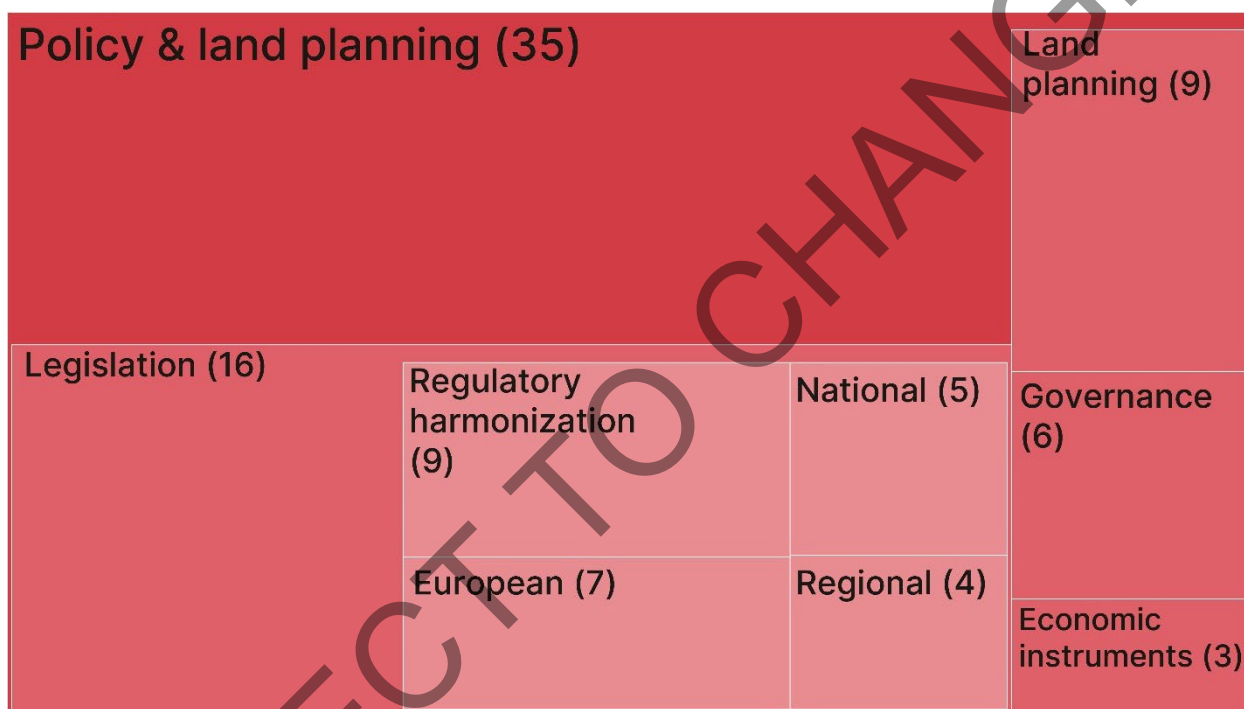 Policy & land planning (35)
Land
planning (9)
Legislation (16)
Regulatory
harmonization
(9)
National (5)
Governance
(6)
European (7)
Regional (4)
Economic
instruments (3)
ECT TO CHANG